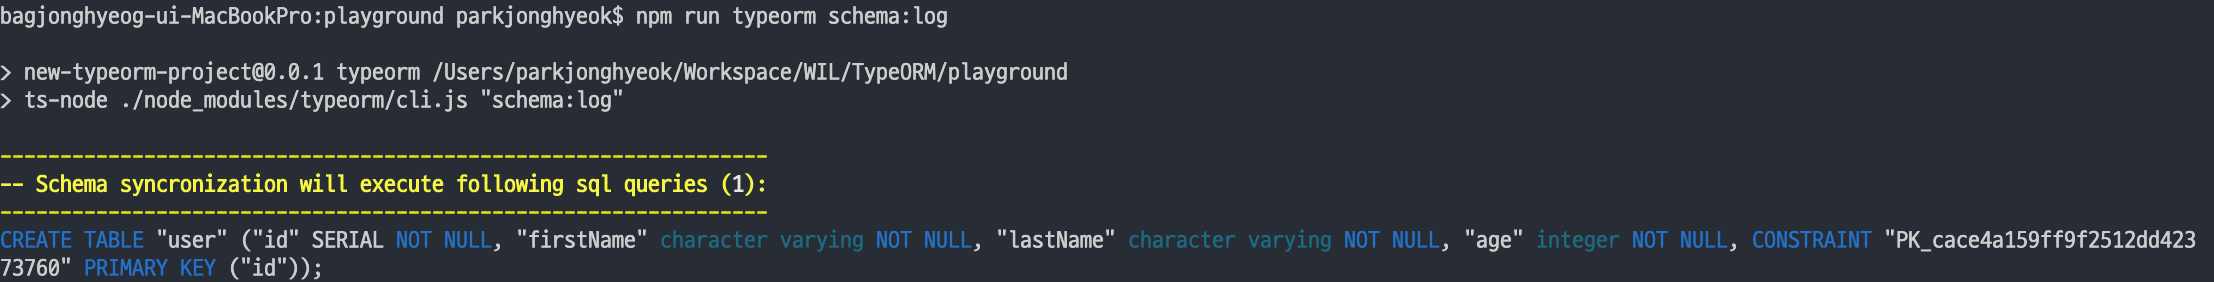 bagjonghyeog-ui-MacBookPro:playground parkjonghyeok$ npm run typeorm schema:log
> new-typeorm-project@0.0.1 typeorm /Users/parkjonghyeok/Workspace/WIL/TypeORM/playground
> ts-node ./node_modules/typeorm/cli.js "schema:log"
----------------------------------------------------------------
-- Schema syncronization will execute following sql queries (1):
----------------------------------------------------------------
CREATE TABLE "user" ("id" SERIAL NOT NULL, "firstName" character varying NOT NULL, "lastName" character varying NOT NULL, "age" integer NOT NULL, CONSTRAINT "PK_cace4a159ff9f2512dd423
73760" PRIMARY KEY ("id"));